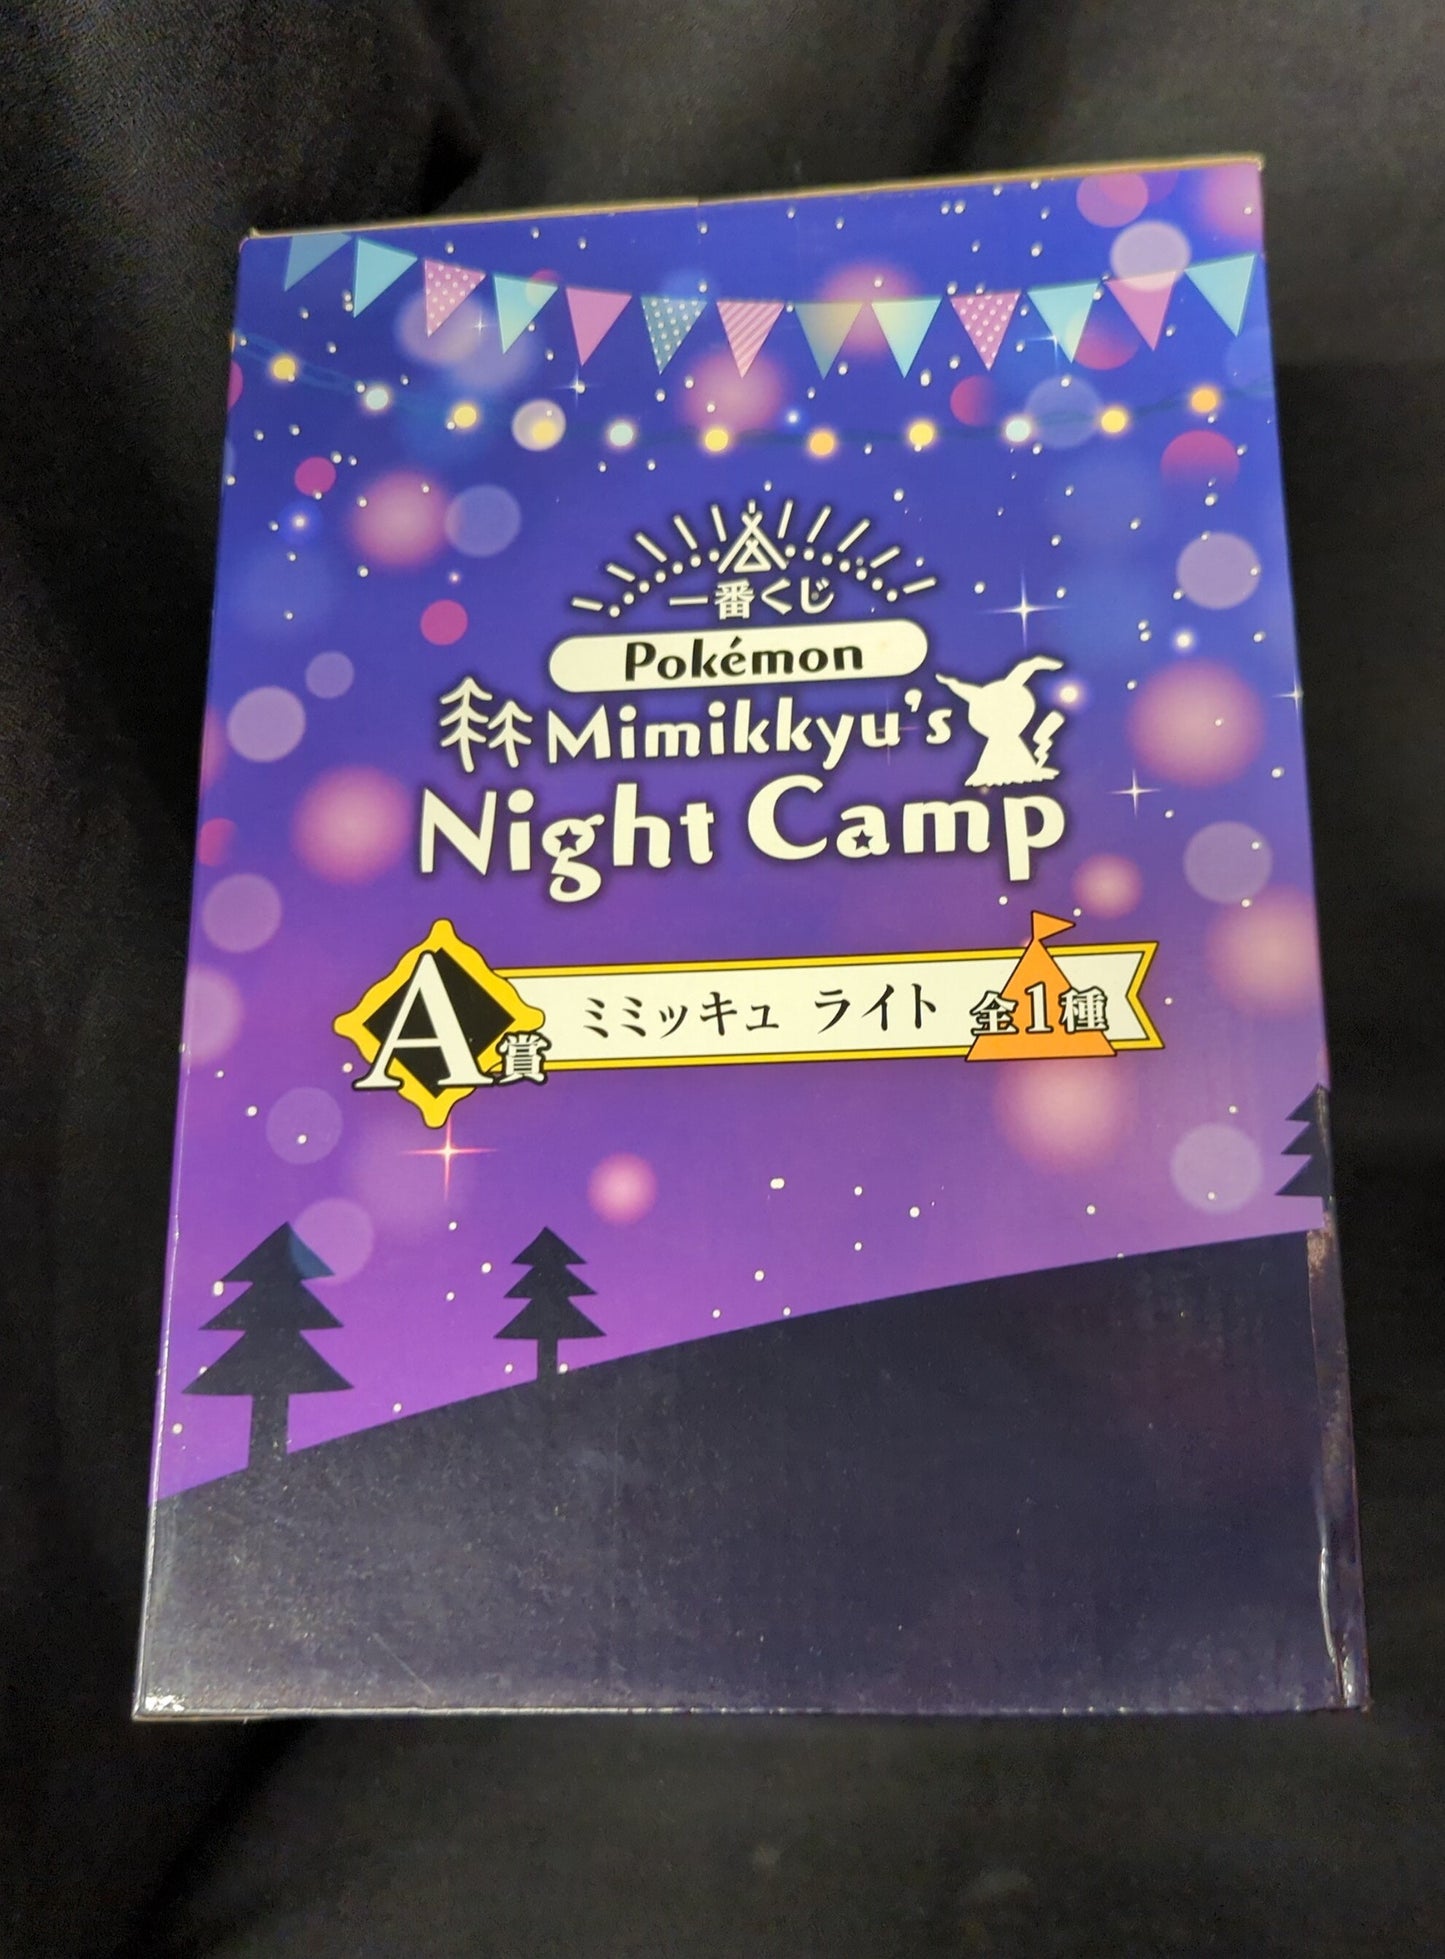 一番くじ
Pokémon
Mimikkyu's
Night Camp
A賞 ミミッキュ ライト 全1種